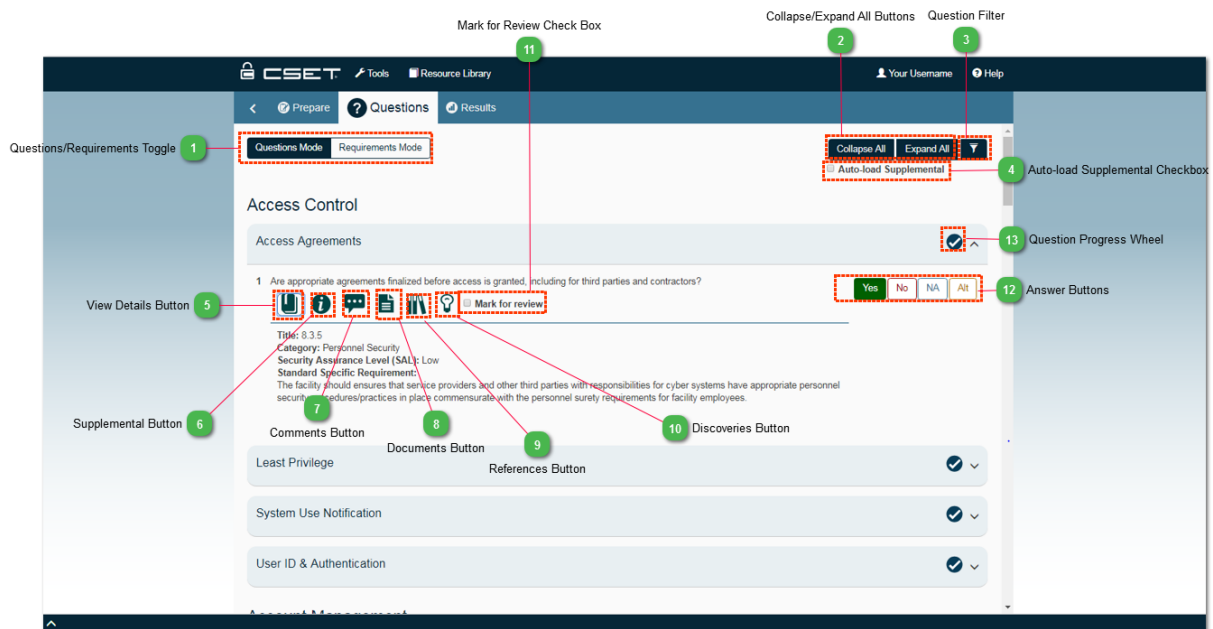 Collapse/Expand All Buttons
Question Filter
Mark for Review Check Box
11
2
3
CSET Tools Resource Library Your Username Help
Prepare ? Questions Results
Questions/Requirements Toggle 1
Questions Mode Requirements Mode
Collapse All Expand All
Auto-load Supplemental
4 Auto-load Supplemental Checkbox
Access Control
Access Agreements
13 Question Progress Wheel
1 Are appropriate agreements finalized before access is granted, including for third parties and contractors?
Yes No NA Alt
12 Answer Buttons
View Details Button 5
Mark for review
Title: 8.3.5
Category: Personnel Security
Security Assurance Level (SAL): Low
Standard Specific Requirement:
The facility should ensures that service providers and other third parties with responsibilities for cyber systems have appropriate personnel
security procedures/practices in place commensurate with the personnel surety requirements for facility employees.
Supplemental Button 6
7
Comments Button
8
Documents Button
9
References Button
10 Discoveries Button
Least Privilege
System Use Notification
User ID & Authentication